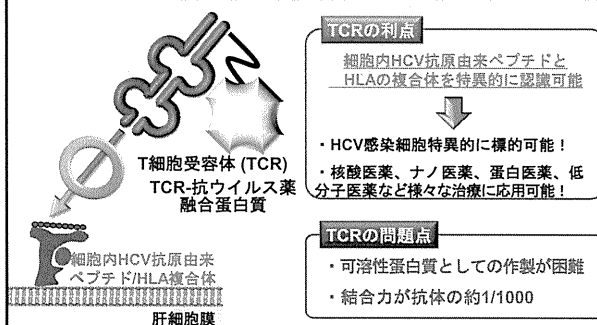 T細胞受容体 (TCR)
TCR-抗ウイルス薬
融合蛋白質
細胞内HCV抗原由来
ペプチド/HLA複合体
肝細胞膜
TCRの利点
細胞内HCV抗原由来ペプチドと
HLAの複合体を特異的に認識可能
・HCV感染細胞特異的に標的可能！
・核酸医薬、ナノ医薬、蛋白医薬、低
分子医薬など様々な治療に応用可能！
TCRの問題点
・可溶性蛋白質としての作製が困難
・結合力が抗体の約1/1000